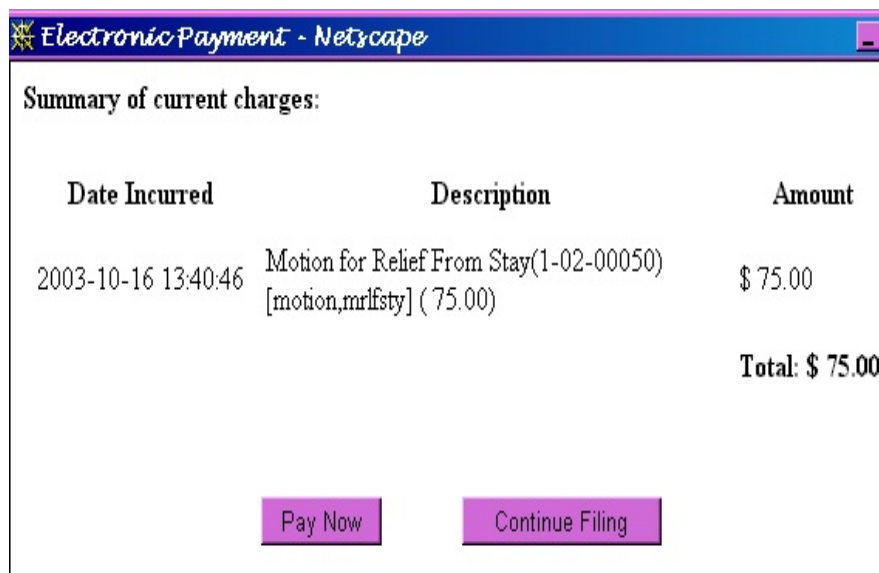 Electronic Payment - Netscape
Summary of current charges:
Date Incurred Description Amount
2003-10-16 13:40:46 Motion for Relief From Stay(1-02-00050) $ 75.00
[motion,mrlfsty] ( 75.00)
Total: $ 75.00
Pay Now Continue Filing